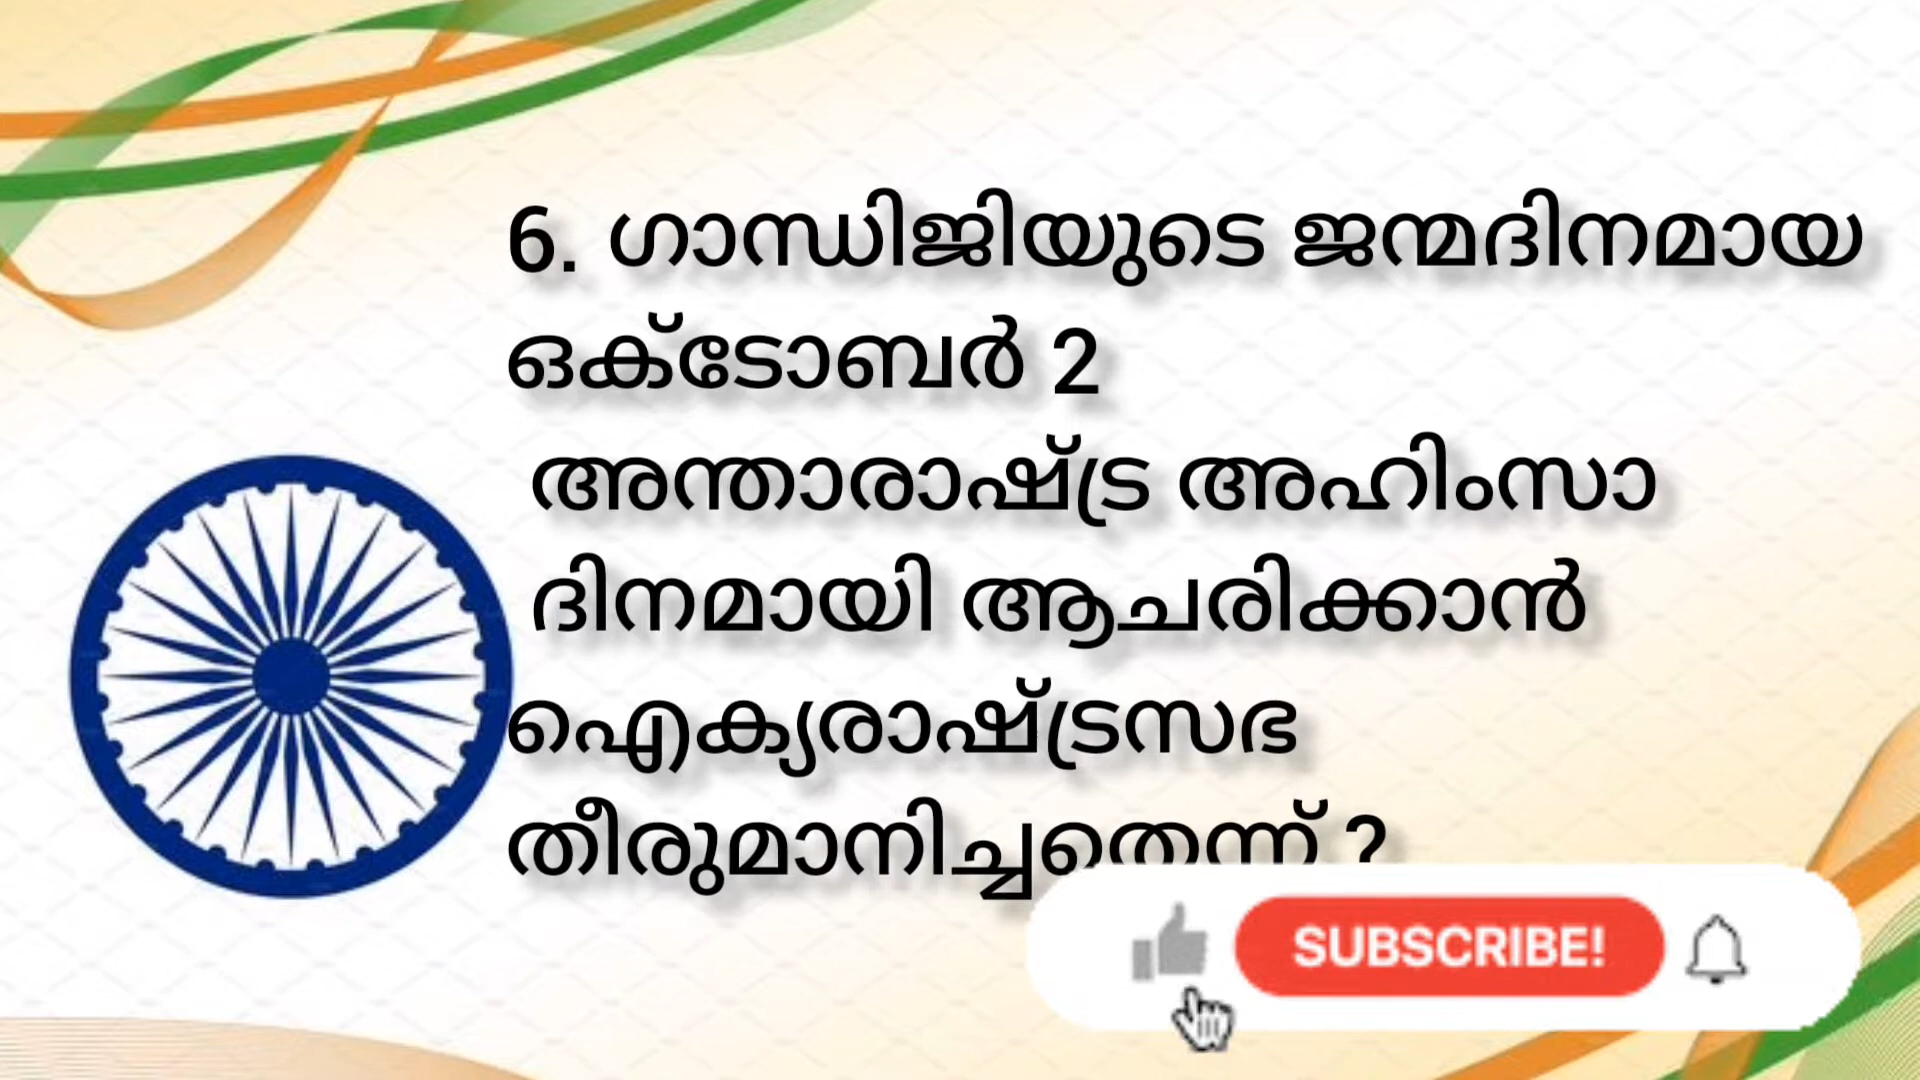 6. ഗാന്ധിജിയുടെ ജന്മദിനമായ
ഒക്ടോബർ 2
അന്താരാഷ്ട്ര അഹിംസാ
ദിനമായി ആചരിക്കാൻ
ഐക്യരാഷ്ട്രസഭ
തീരുമാനിച്ചതെന്ന് ?
SUBSCRIBE!